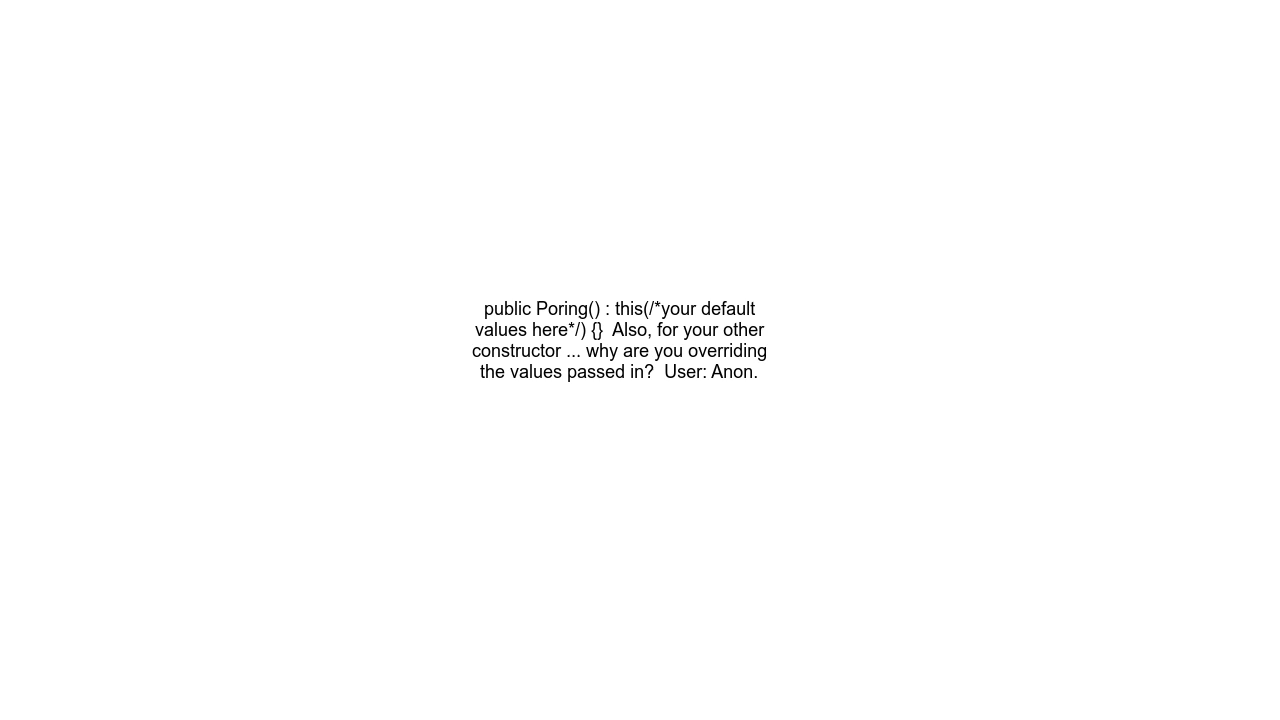 public Poring() : this(/*your default
values here*/) {}  Also, for your other
constructor ... why are you overriding
the values passed in?  User: Anon.